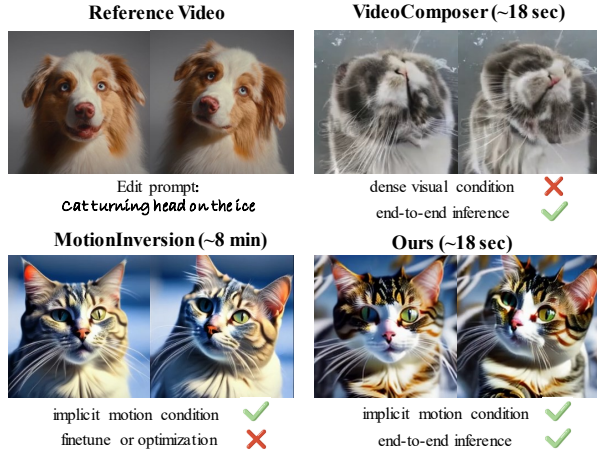 Reference Video
VideoComposer (~18 sec)
Edit prompt:
Cat turning head on the ice
dense visual condition
end-to-end inference
MotionInversion (~8 min)
Ours (~18 sec)
implicit motion condition
finetune or optimization
implicit motion condition
end-to-end inference